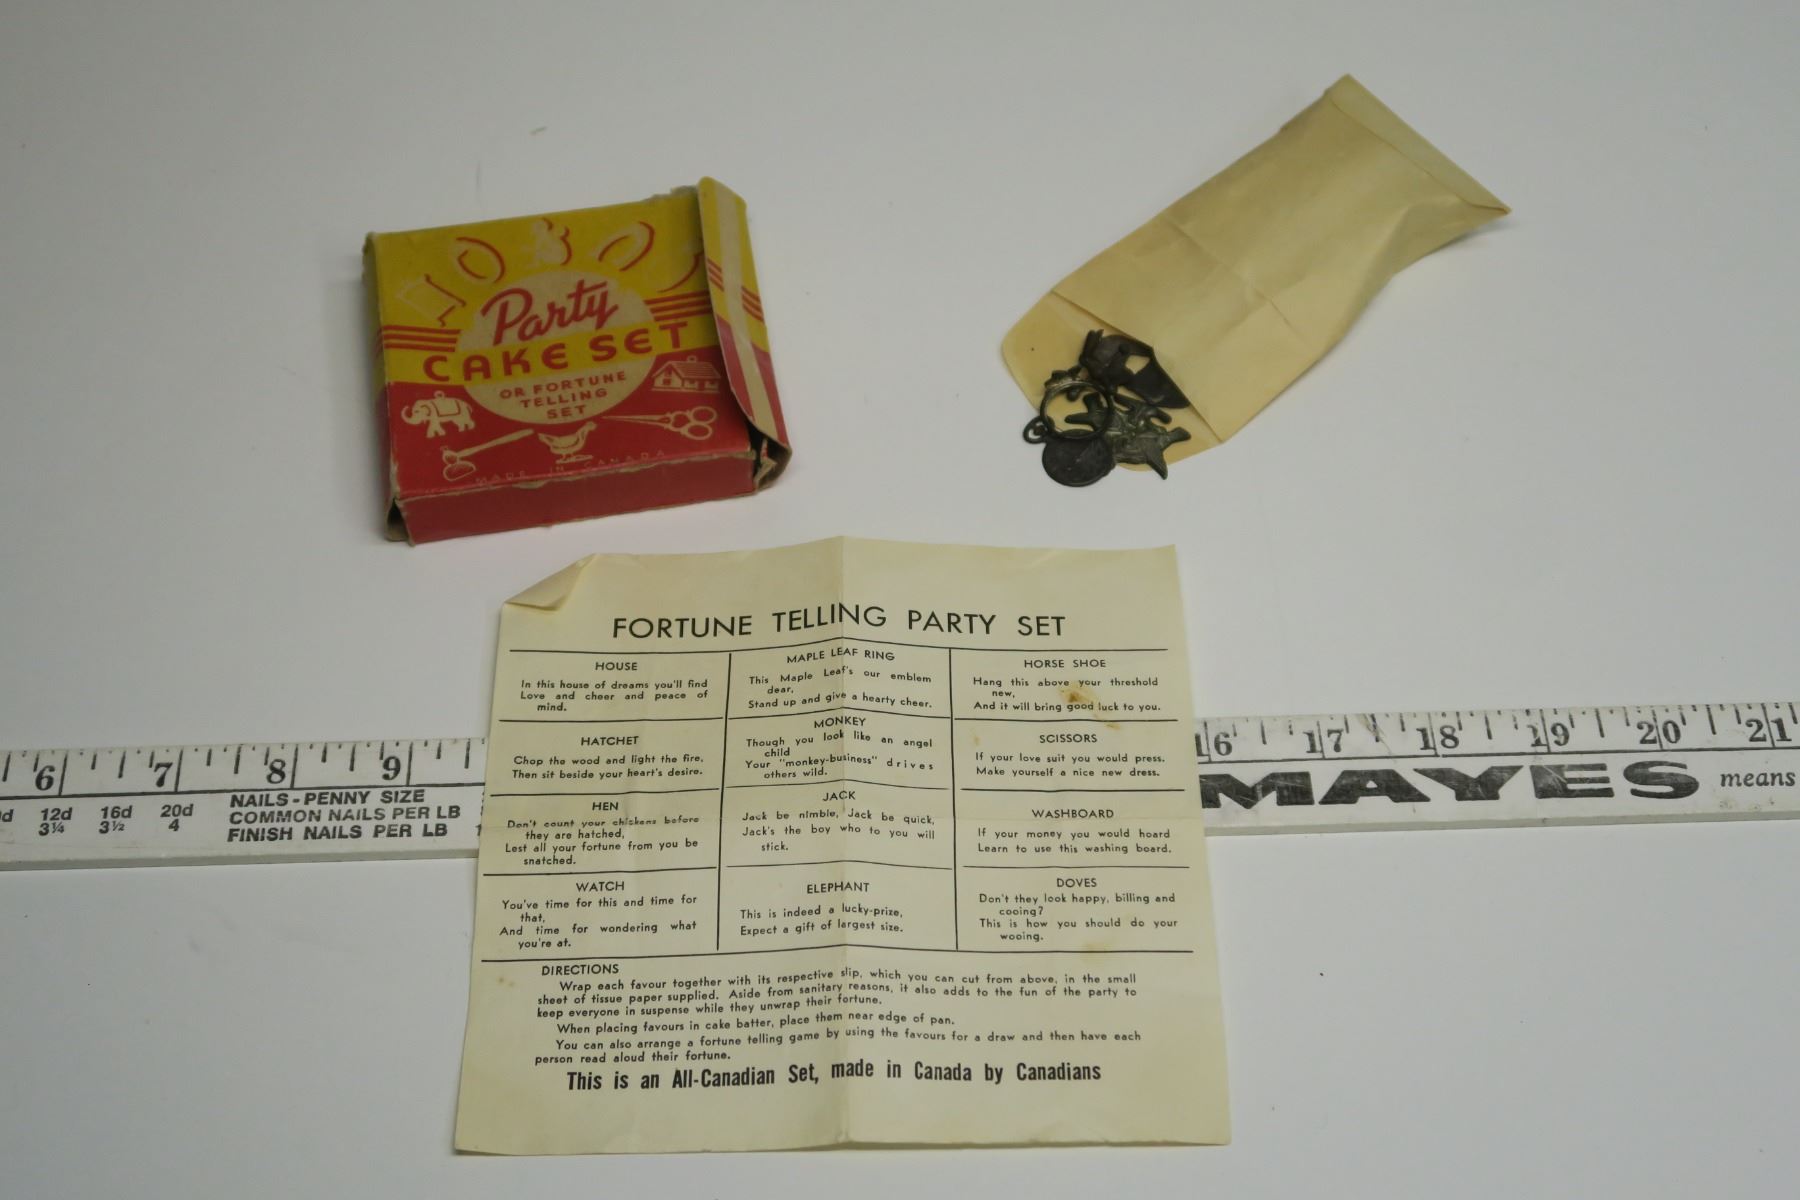 Party
CAKE SET
OR FORTUNE
TELLING
SET
MADE IN CANADA
FORTUNE TELLING PARTY SET
HOUSE
In this house of dreams you'll find
Love and cheer and peace of
mind.
MAPLE LEAF RING
This Maple Leaf's our emblem
dear,
Stand up and give a hearty cheer.
HORSE SHOE
Hang this above your threshold
new,
And it will bring good luck to you.
HATCHET
Chop the wood and light the fire,
Then sit beside your heart's desire.
MONKEY
Though you look like an angel
child
Your "monkey-business" drives
others wild.
SCISSORS
If your love suit you would press.
Make yourself a nice new dress.
HEN
Don't count your chickens before
they are hatched,
Lest all your fortune from you be
snatched.
JACK
Jack be nimble, Jack be quick,
Jack's the boy who to you will
stick.
WASHBOARD
If your money you would hoard
Learn to use this washing board.
WATCH
You've time for this and time for
that,
And time for wondering what
you're at.
ELEPHANT
This is indeed a lucky-prize,
Expect a gift of largest size.
DOVES
Don't they look happy, billing and
cooing?
This is how you should do your
wooing.
DIRECTIONS
Wrap each favour together with its respective slip, which you can cut from above, in the small
sheet of tissue paper supplied. Aside from sanitary reasons, it also adds to the fun of the party to
keep everyone in suspense while they unwrap their fortune.
When placing favours in cake batter, place them near edge of pan.
You can also arrange a fortune telling game by using the favours for a draw and then have each
person read aloud their fortune.
This is an All-Canadian Set, made in Canada by Canadians
6 7 8 9
12d 16d 20d
3¼ 3½ 4
NAILS - PENNY SIZE
COMMON NAILS PER LB
FINISH NAILS PER LB
16 17 18 19 20 21
MAYES means